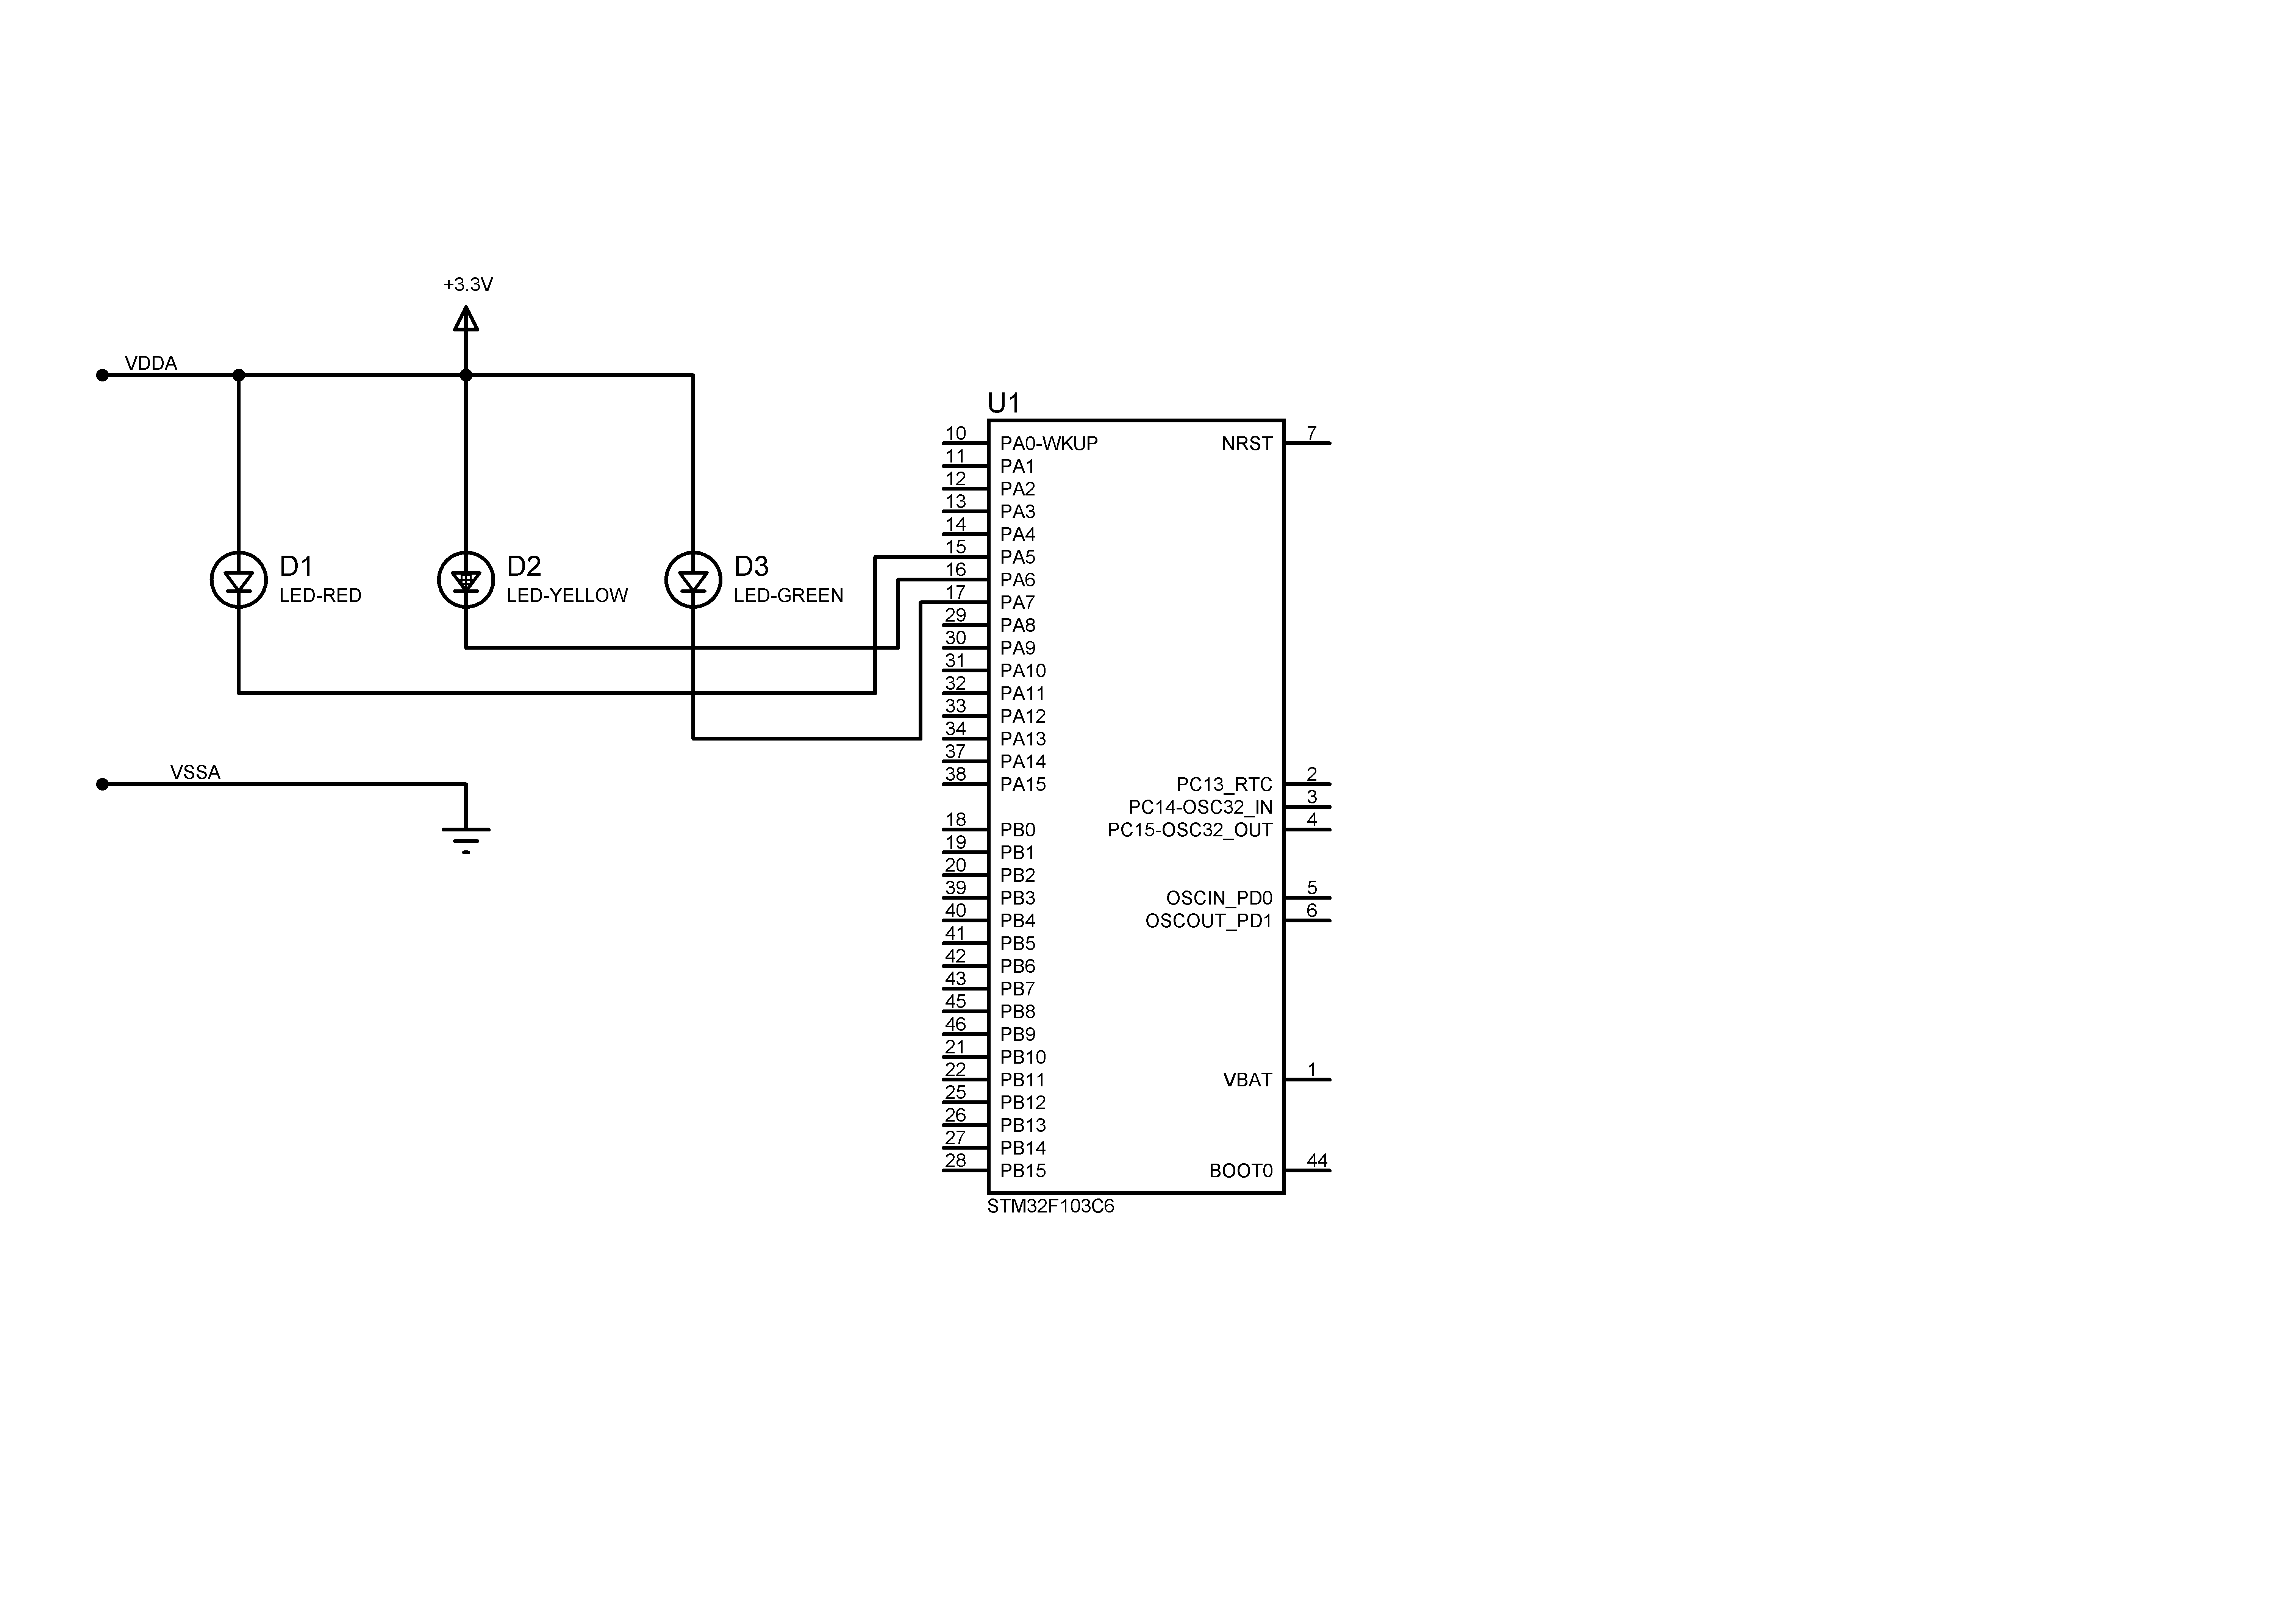 +3.3V
VDDA
D1
LED-RED
D2
LED-YELLOW
D3
LED-GREEN
VSSA
U1
10 PA0-WKUP
11 PA1
12 PA2
13 PA3
14 PA4
15 PA5
16 PA6
17 PA7
29 PA8
30 PA9
31 PA10
32 PA11
33 PA12
34 PA13
37 PA14
38 PA15
18 PB0
19 PB1
20 PB2
39 PB3
40 PB4
41 PB5
42 PB6
43 PB7
45 PB8
46 PB9
21 PB10
22 PB11
25 PB12
26 PB13
27 PB14
28 PB15
NRST 7
PC13_RTC 2
PC14-OSC32_IN 3
PC15-OSC32_OUT 4
OSCIN_PD0 5
OSCOUT_PD1 6
VBAT 1
BOOT0 44
STM32F103C6